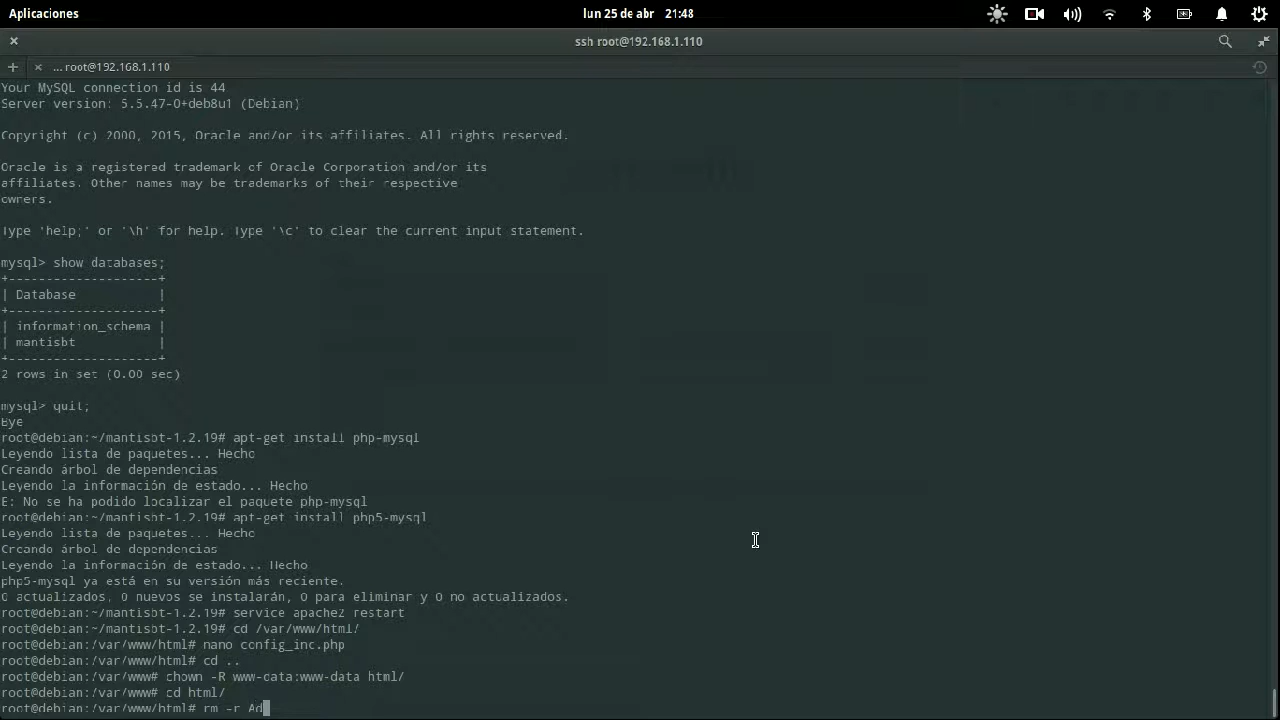 Aplicaciones
lun 25 de abr 21:48
ssh root@192.168.1.110
... root@192.168.1.110
Your MySQL connection id is 44
Server version: 5.5.47-0+deb8u1 (Debian)
Copyright (c) 2000, 2015, Oracle and/or its affiliates. All rights reserved.
Oracle is a registered trademark of Oracle Corporation and/or its
affiliates. Other names may be trademarks of their respective
owners.
Type 'help;' or '\h' for help. Type '\c' to clear the current input statement.
mysql> show databases;
+--------------------+
| Database           |
+--------------------+
| information_schema |
| mantisbt           |
+--------------------+
2 rows in set (0.00 sec)
mysql> quit;
Bye
root@debian:~/mantisbt-1.2.19# apt-get install php-mysql
Leyendo lista de paquetes... Hecho
Creando árbol de dependencias
Leyendo la información de estado... Hecho
E: No se ha podido localizar el paquete php-mysql
root@debian:~/mantisbt-1.2.19# apt-get install php5-mysql
Leyendo lista de paquetes... Hecho
Creando árbol de dependencias
Leyendo la información de estado... Hecho
php5-mysql ya está en su versión más reciente.
0 actualizados, 0 nuevos se instalarán, 0 para eliminar y 0 no actualizados.
root@debian:~/mantisbt-1.2.19# service apache2 restart
root@debian:~/mantisbt-1.2.19# cd /var/www/html/
root@debian:/var/www/html# nano config_inc.php
root@debian:/var/www/html# cd ..
root@debian:/var/www# chown -R www-data:www-data html/
root@debian:/var/www# cd html/
root@debian:/var/www/html# rm -r Ad